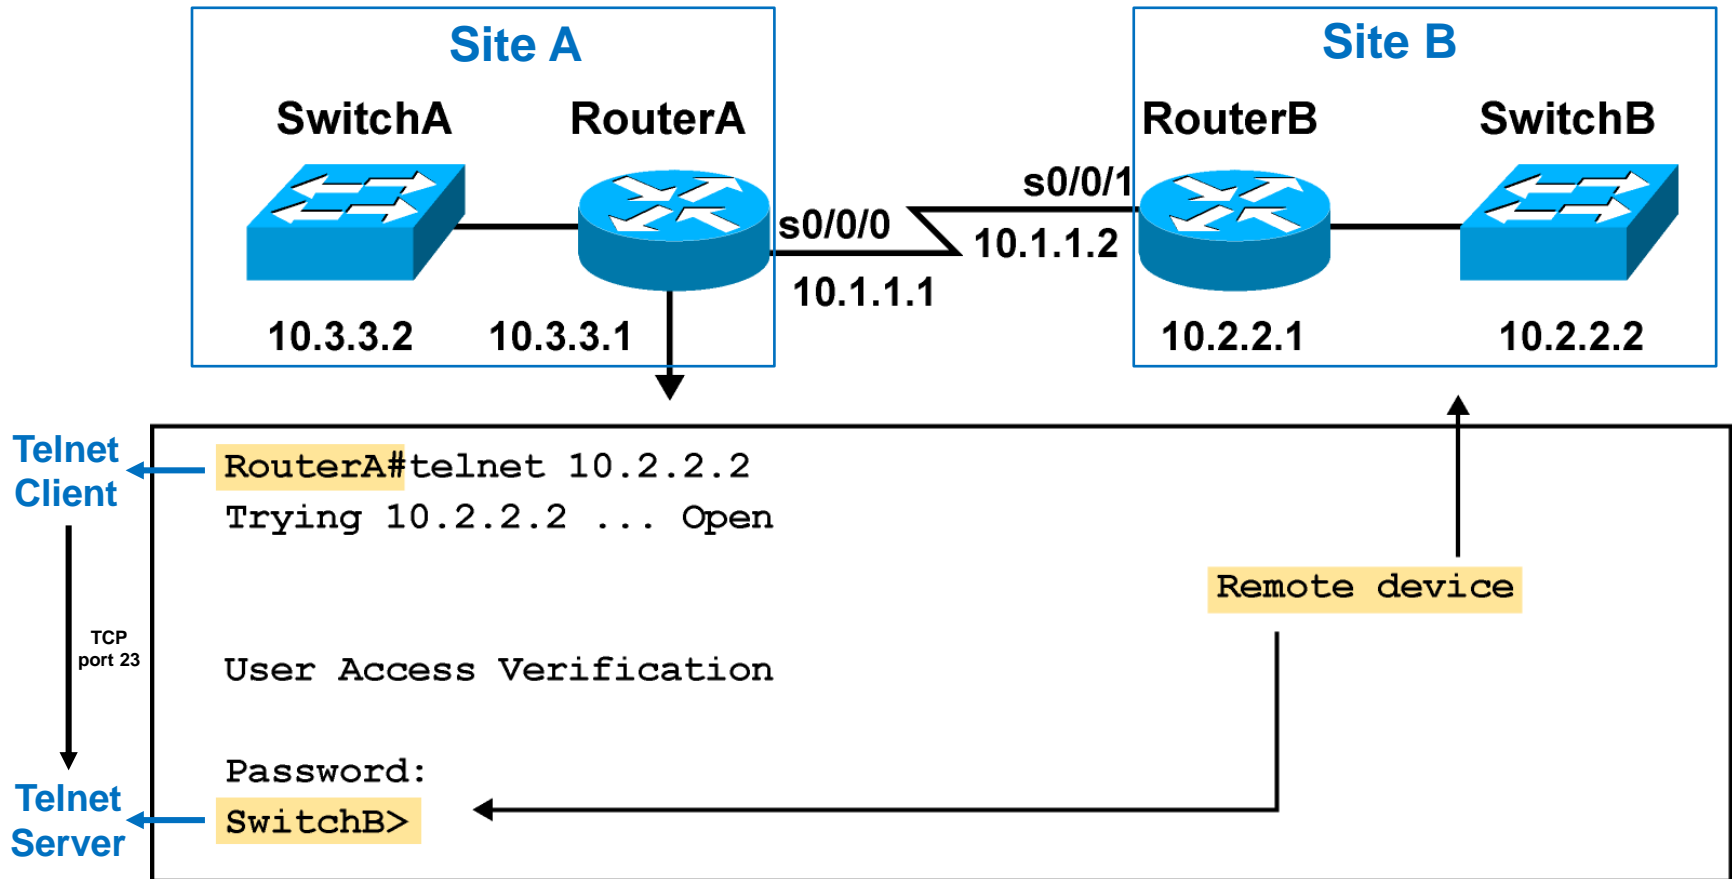 Site A
Site B
SwitchA
RouterA
RouterB
SwitchB
s0/0/0
s0/0/1
10.1.1.2
10.1.1.1
10.3.3.2
10.3.3.1
10.2.2.1
10.2.2.2
Telnet
Client
RouterA#telnet 10.2.2.2
Trying 10.2.2.2 ... Open
Remote device
TCP
port 23
User Access Verification
Password:
SwitchB>
Telnet
Server